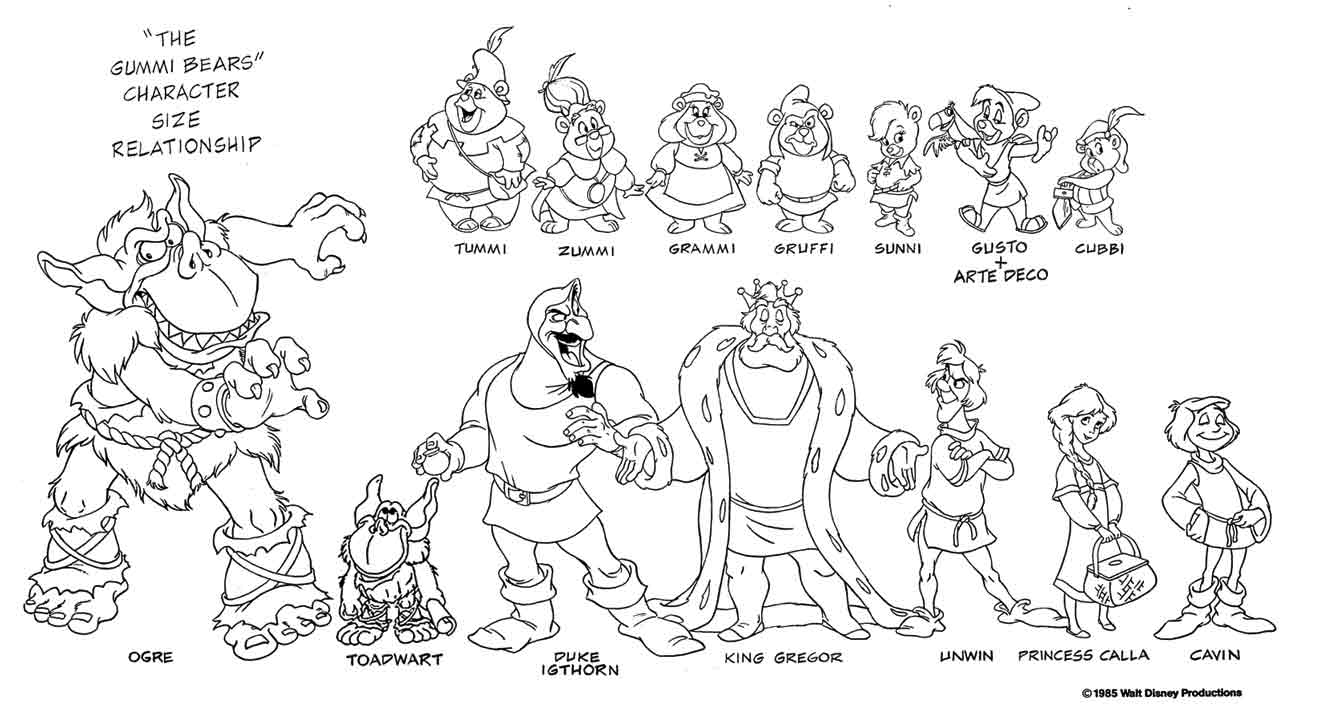 "THE
GUMMI BEARS"
CHARACTER
SIZE
RELATIONSHIP
TUMMI
ZUMMI
GRAMMI
GRUFFI
SUNNI
GUSTO
+
ARTE DECO
CUBBI
OGRE
TOADWART
DUKE
IGTHORN
KING GREGOR
UNWIN
PRINCESS CALLA
CAVIN
©1985 Walt Disney Productions